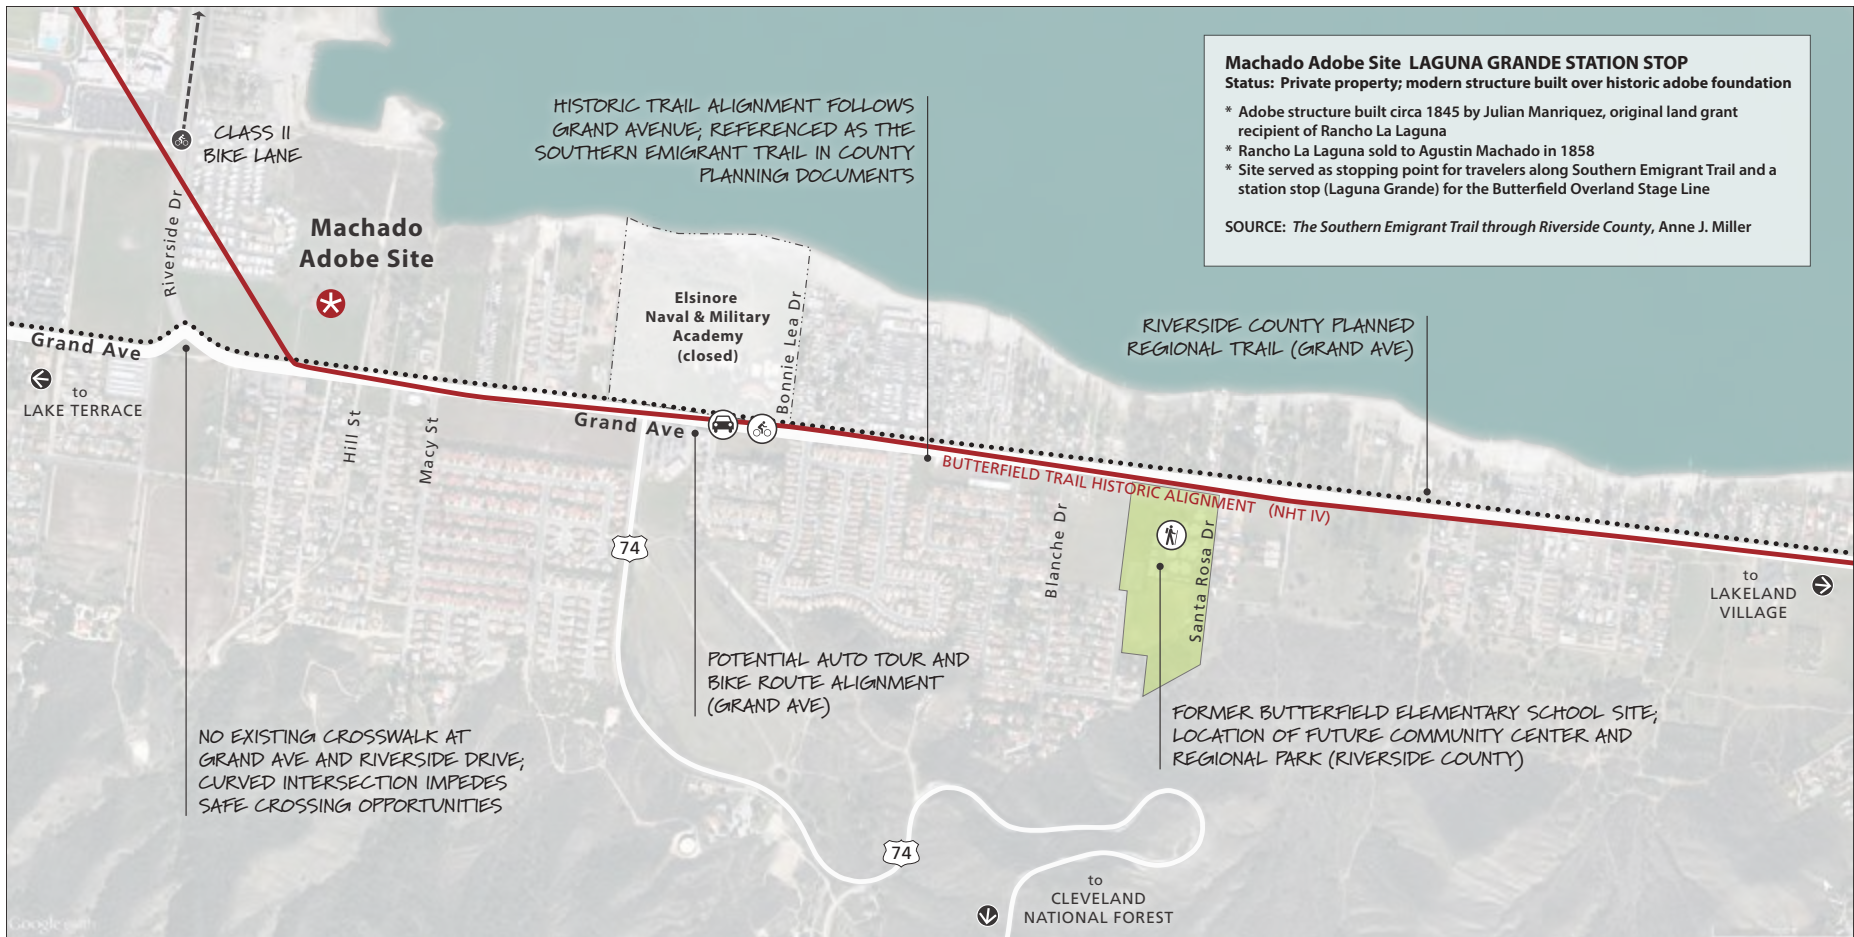 Machado Adobe Site LAGUNA GRANDE STATION STOP
Status: Private property; modern structure built over historic adobe foundation
* Adobe structure built circa 1845 by Julian Manriquez, original land grant
recipient of Rancho La Laguna
* Rancho La Laguna sold to Agustin Machado in 1858
* Site served as stopping point for travelers along Southern Emigrant Trail and a
station stop (Laguna Grande) for the Butterfield Overland Stage Line
SOURCE: The Southern Emigrant Trail through Riverside County, Anne J. Miller
HISTORIC TRAIL ALIGNMENT FOLLOWS
GRAND AVENUE; REFERENCED AS THE
SOUTHERN EMIGRANT TRAIL IN COUNTY
PLANNING DOCUMENTS
CLASS II
BIKE LANE
Riverside Dr
Machado
Adobe Site
Elsinore
Naval & Military
Academy
(closed)
Bonnie Lea Dr
RIVERSIDE COUNTY PLANNED
REGIONAL TRAIL (GRAND AVE)
Grand Ave
to
LAKE TERRACE
Hill St
Macy St
Grand Ave
BUTTERFIELD TRAIL HISTORIC ALIGNMENT (NHT IV)
74
Blanche Dr
Santa Rosa Dr
to
LAKELAND
VILLAGE
POTENTIAL AUTO TOUR AND
BIKE ROUTE ALIGNMENT
(GRAND AVE)
NO EXISTING CROSSWALK AT
GRAND AVE AND RIVERSIDE DRIVE;
CURVED INTERSECTION IMPEDES
SAFE CROSSING OPPORTUNITIES
FORMER BUTTERFIELD ELEMENTARY SCHOOL SITE;
LOCATION OF FUTURE COMMUNITY CENTER AND
REGIONAL PARK (RIVERSIDE COUNTY)
74
to
CLEVELAND
NATIONAL FOREST
Google